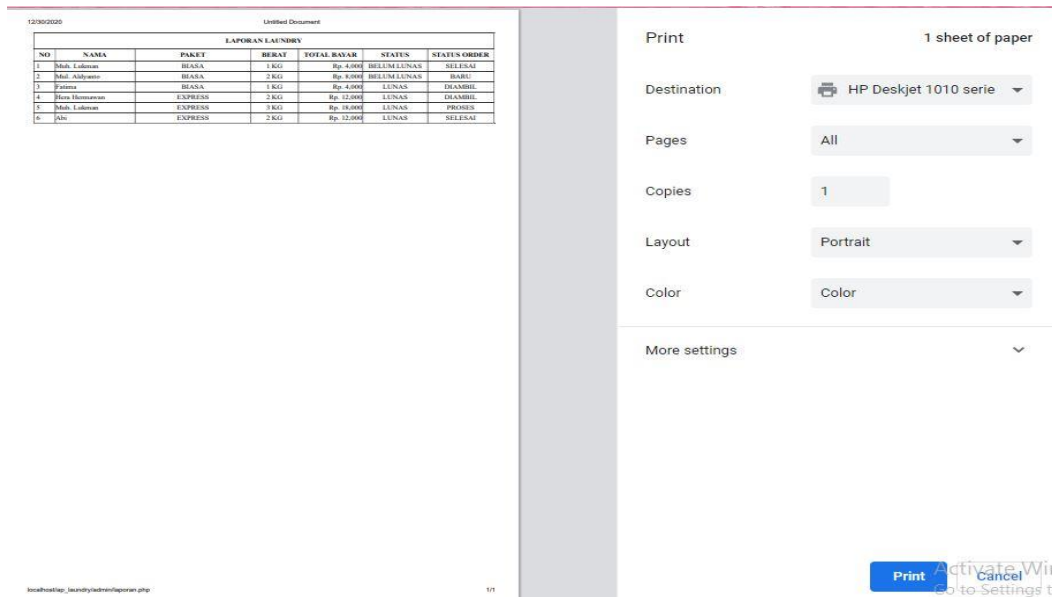 12/30/2020 Untitled Document
LAPORAN LAUNDRY
NO NAMA PAKET BERAT TOTAL BAYAR STATUS STATUS ORDER
1 Muh. Lukman BIASA 1 KG Rp. 4,000 BELUM LUNAS SELESAI
2 Mul. Aldyanto BIASA 2 KG Rp. 8,000 BELUM LUNAS BARU
3 Fatima BIASA 1 KG Rp. 4,000 LUNAS DIAMBIL
4 Hera Hermawan EXPRESS 2 KG Rp. 12,000 LUNAS DIAMBIL
5 Muh. Lukman EXPRESS 3 KG Rp. 18,000 LUNAS PROSES
6 Abi EXPRESS 2 KG Rp. 12,000 LUNAS SELESAI
localhost/ap_laundry/admin/laporan.php 1/1
Print 1 sheet of paper
Destination HP Deskjet 1010 serie
Pages All
Copies 1
Layout Portrait
Color Color
More settings
Print Cancel
Activate Win
Go to Settings t